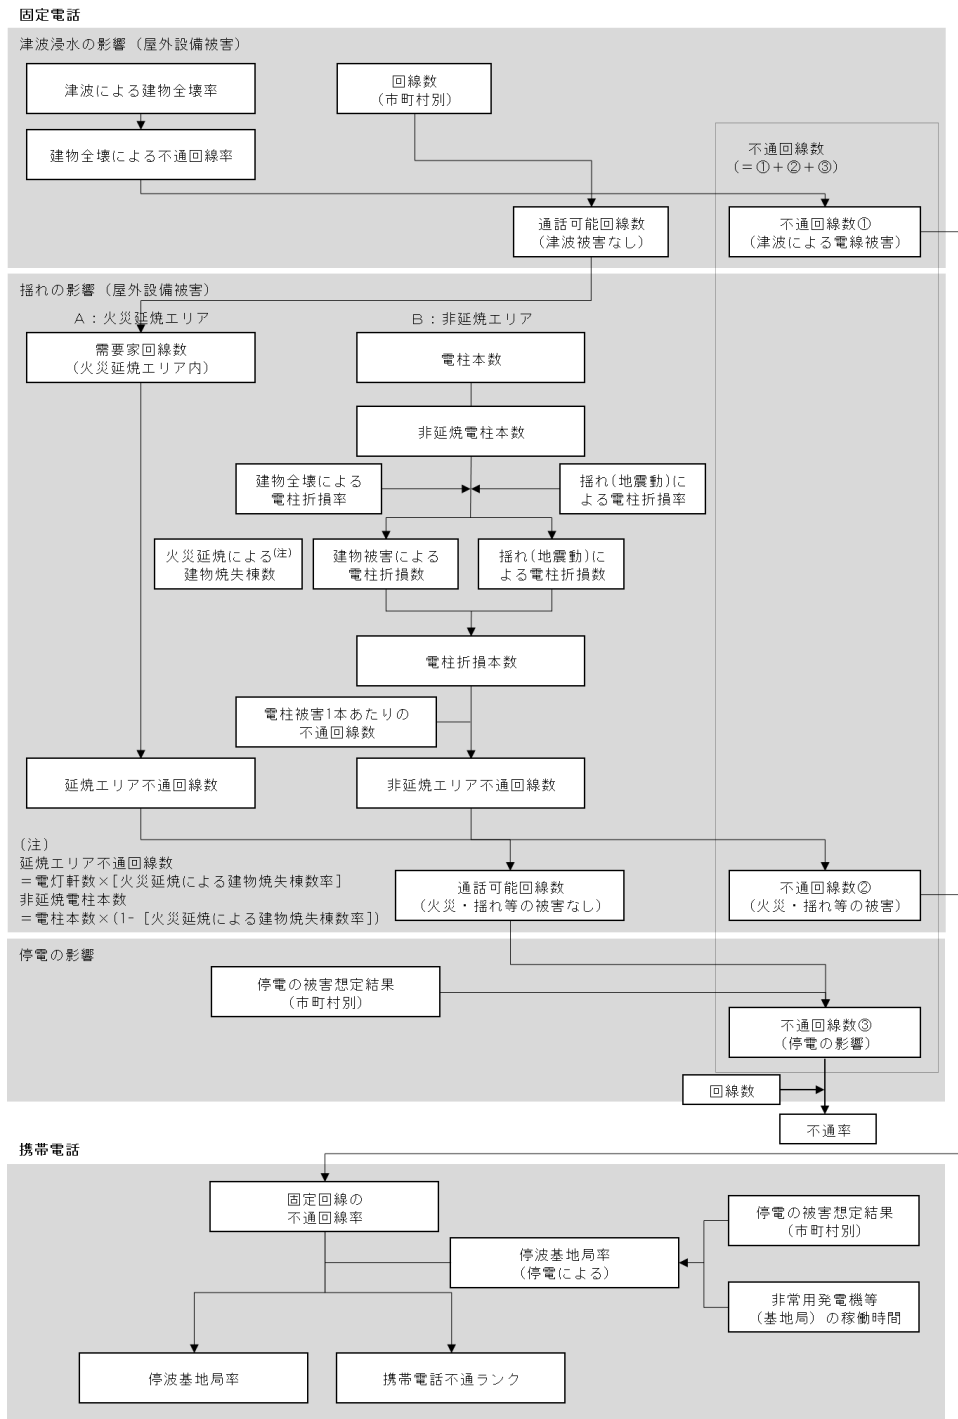 固定電話
津波浸水の影響（屋外設備被害）
津波による建物全壊率
回線数
（市町村別）
建物全壊による不通回線率
不通回線数
（＝①＋②＋③）
通話可能回線数
（津波被害なし）
不通回線数①
（津波による電線被害）
揺れの影響（屋外設備被害）
A：火災延焼エリア
B：非延焼エリア
需要家回線数
（火災延焼エリア内）
電柱本数
非延焼電柱本数
建物全壊による
電柱折損率
揺れ（地震動）に
よる電柱折損率
火災延焼による(注)
建物焼失棟数
建物被害による
電柱折損数
揺れ（地震動）に
よる電柱折損数
電柱折損本数
電柱被害1本あたりの
不通回線数
延焼エリア不通回線数
非延焼エリア不通回線数
（注）
延焼エリア不通回線数
＝電灯軒数×［火災延焼による建物焼失棟数率］
非延焼電柱本数
＝電柱本数×（1-［火災延焼による建物焼失棟数率］）
通話可能回線数
（火災・揺れ等の被害なし）
不通回線数②
（火災・揺れ等の被害）
停電の影響
停電の被害想定結果
（市町村別）
不通回線数③
（停電の影響）
回線数
不通率
携帯電話
固定回線の
不通回線率
停電の被害想定結果
（市町村別）
停波基地局率
（停電による）
非常用発電機等
（基地局）の稼働時間
停波基地局率
携帯電話不通ランク